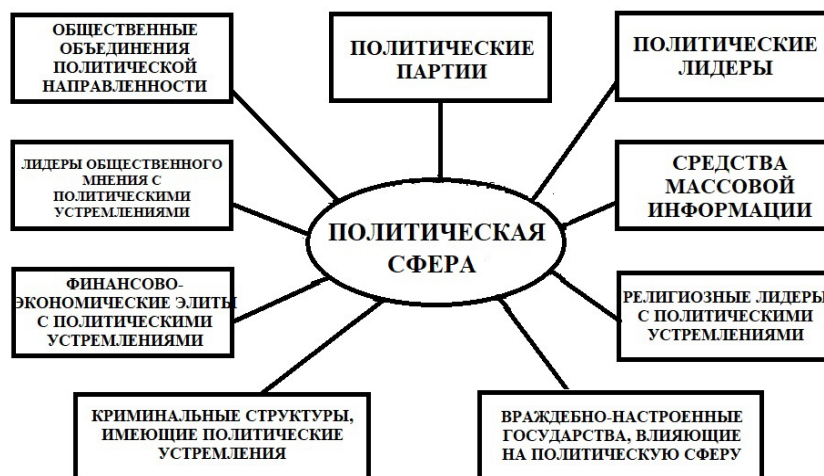 ОБЩЕСТВЕННЫЕ
ОБЪЕДИНЕНИЯ
ПОЛИТИЧЕСКОЙ
НАПРАВЛЕННОСТИ
ПОЛИТИЧЕСКИЕ
ПАРТИИ
ПОЛИТИЧЕСКИЕ
ЛИДЕРЫ
ЛИДЕРЫ ОБЩЕСТВЕННОГО
МНЕНИЯ С
ПОЛИТИЧЕСКИМИ
УСТРЕМЛЕНИЯМИ
СРЕДСТВА
МАССОВОЙ
ИНФОРМАЦИИ
ПОЛИТИЧЕСКАЯ
СФЕРА
ФИНАНСОВО-
ЭКОНОМИЧЕСКИЕ ЭЛИТЫ
С ПОЛИТИЧЕСКИМИ
УСТРЕМЛЕНИЯМИ
РЕЛИГИОЗНЫЕ ЛИДЕРЫ
С ПОЛИТИЧЕСКИМИ
УСТРЕМЛЕНИЯМИ
КРИМИНАЛЬНЫЕ СТРУКТУРЫ,
ИМЕЮЩИЕ ПОЛИТИЧЕСКИЕ
УСТРЕМЛЕНИЯ
ВРАЖДЕБНО-НАСТРОЕННЫЕ
ГОСУДАРСТВА, ВЛИЯЮЩИЕ
НА ПОЛИТИЧЕСКУЮ СФЕРУ